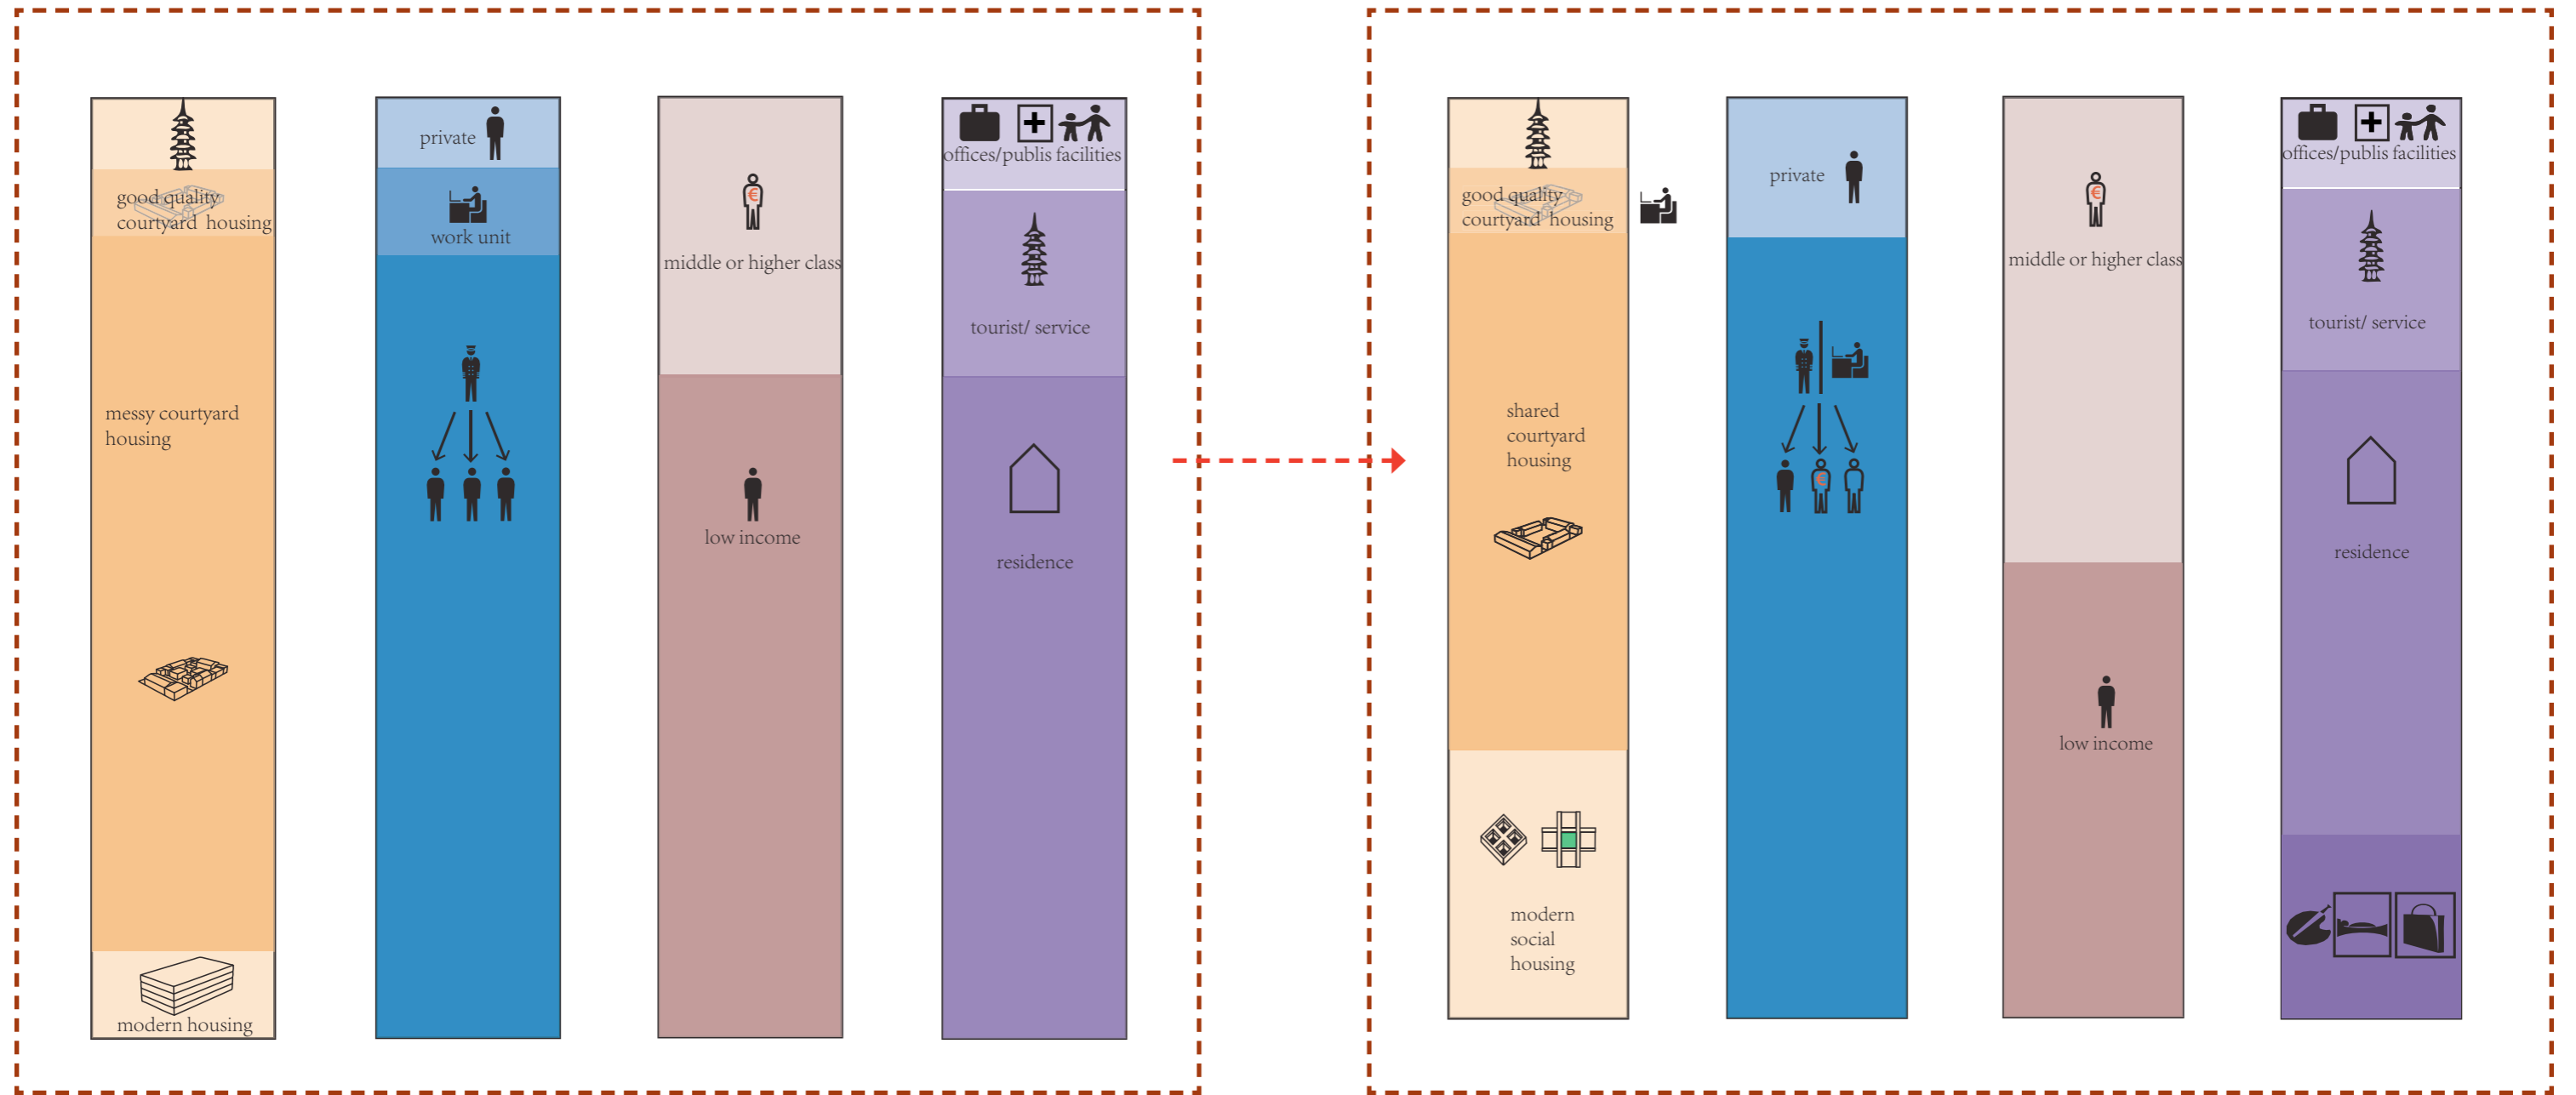 good quality
courtyard housing
messy courtyard
housing
modern housing
private
work unit
middle or higher class
low income
offices/publis facilities
tourist/ service
residence
good quality
courtyard housing
shared
courtyard
housing
modern
social
housing
private
middle or higher class
low income
offices/publis facilities
tourist/ service
residence